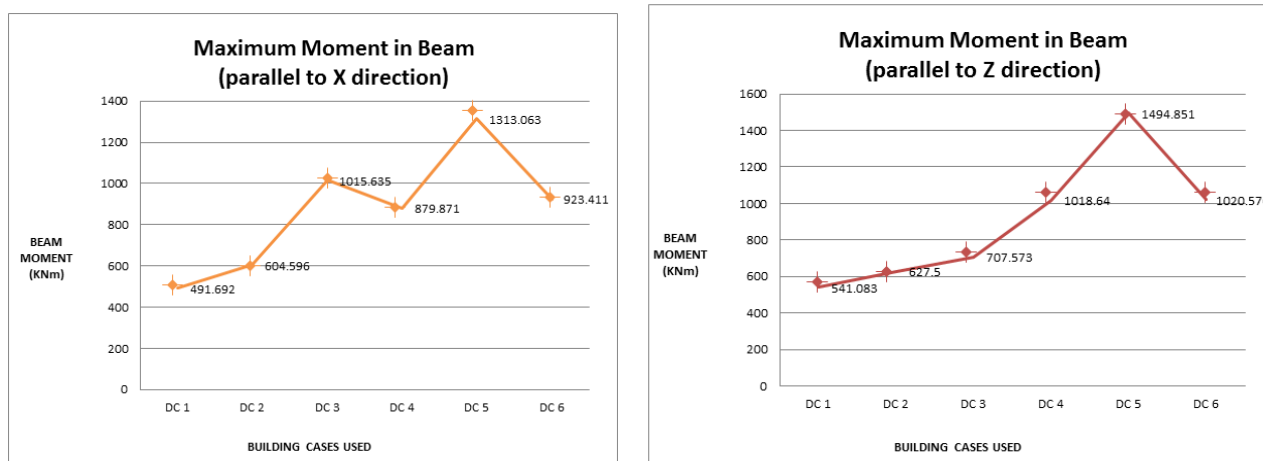 Maximum Moment in Beam
(parallel to X direction)
1400
1200
1000
800
600
400
200
0
BEAM
MOMENT
(KNm)
491.692
604.596
1015.635
879.871
1313.063
923.411
DC 1 DC 2 DC 3 DC 4 DC 5 DC 6
BUILDING CASES USED
Maximum Moment in Beam
(parallel to Z direction)
1600
1400
1200
1000
800
600
400
200
0
BEAM
MOMENT
(KNm)
541.083
627.5
707.573
1018.64
1494.851
1020.57
DC 1 DC 2 DC 3 DC 4 DC 5 DC 6
BUILDING CASES USED